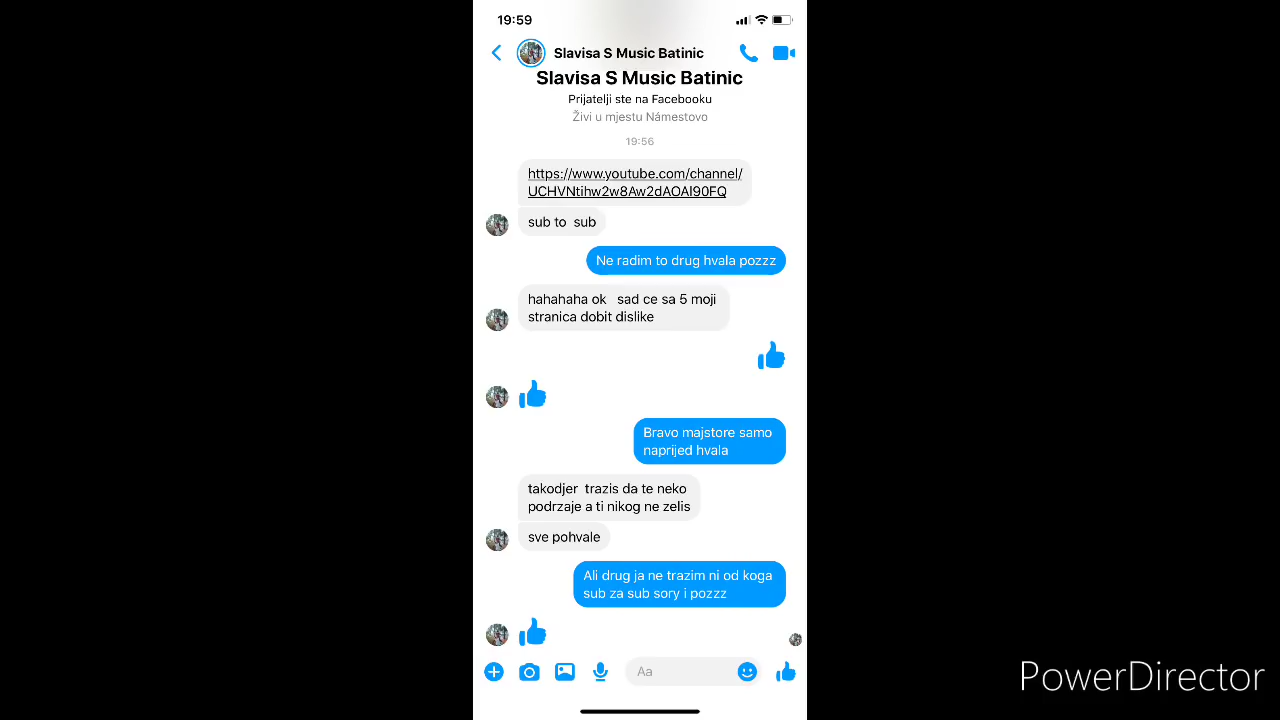 19:59
Slavisa S Music Batinic
Slavisa S Music Batinic
Prijatelji ste na Facebooku
Živi u mjestu Námestovo
19:56
https://www.youtube.com/channel/
UCHVNtihw2w8Aw2dAOAl90FQ
sub to  sub
Ne radim to drug hvala pozzz
hahahaha ok   sad ce sa 5 moji
stranica dobit dislike
Bravo majstore samo
naprijed hvala
takodjer  trazis da te neko
podrzaje a ti nikog ne zelis
sve pohvale
Ali drug ja ne trazim ni od koga
sub za sub sory i pozzz
Aa
PowerDirector